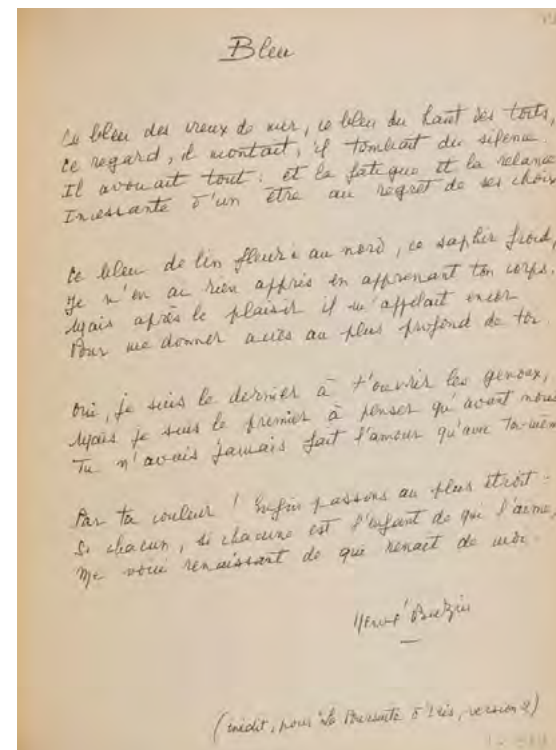 Bleu
Ce bleu des vieux de mer, ce bleu du haut des toits,
Ce regard, il montait, il tombait du silence.
Il avouait tout : et la fatigue et la relance
Incessante d'un être au regret de ses choix
Ce bleu de lin fleuri au nord, ce saphir froid,
Je n'en ai rien appris en apprenant ton corps.
Mais après le plaisir il m'appelait encor
Pour me donner accès au plus profond de toi.
Oui, je suis le dernier à t'ouvrir les genoux,
Mais je suis le premier à penser qu'avant nous
Tu n'avais jamais fait l'amour qu'avec toi-mêm
Par ta couleur ! Enfin passons au plus étroit :
Si chacun, si chacune est l'enfant de qui l'aime,
Me voici renaissant de qui renaît de moi.
Hervé Bazin
(inédit, pour la Poursuite d'Iris, version 2)